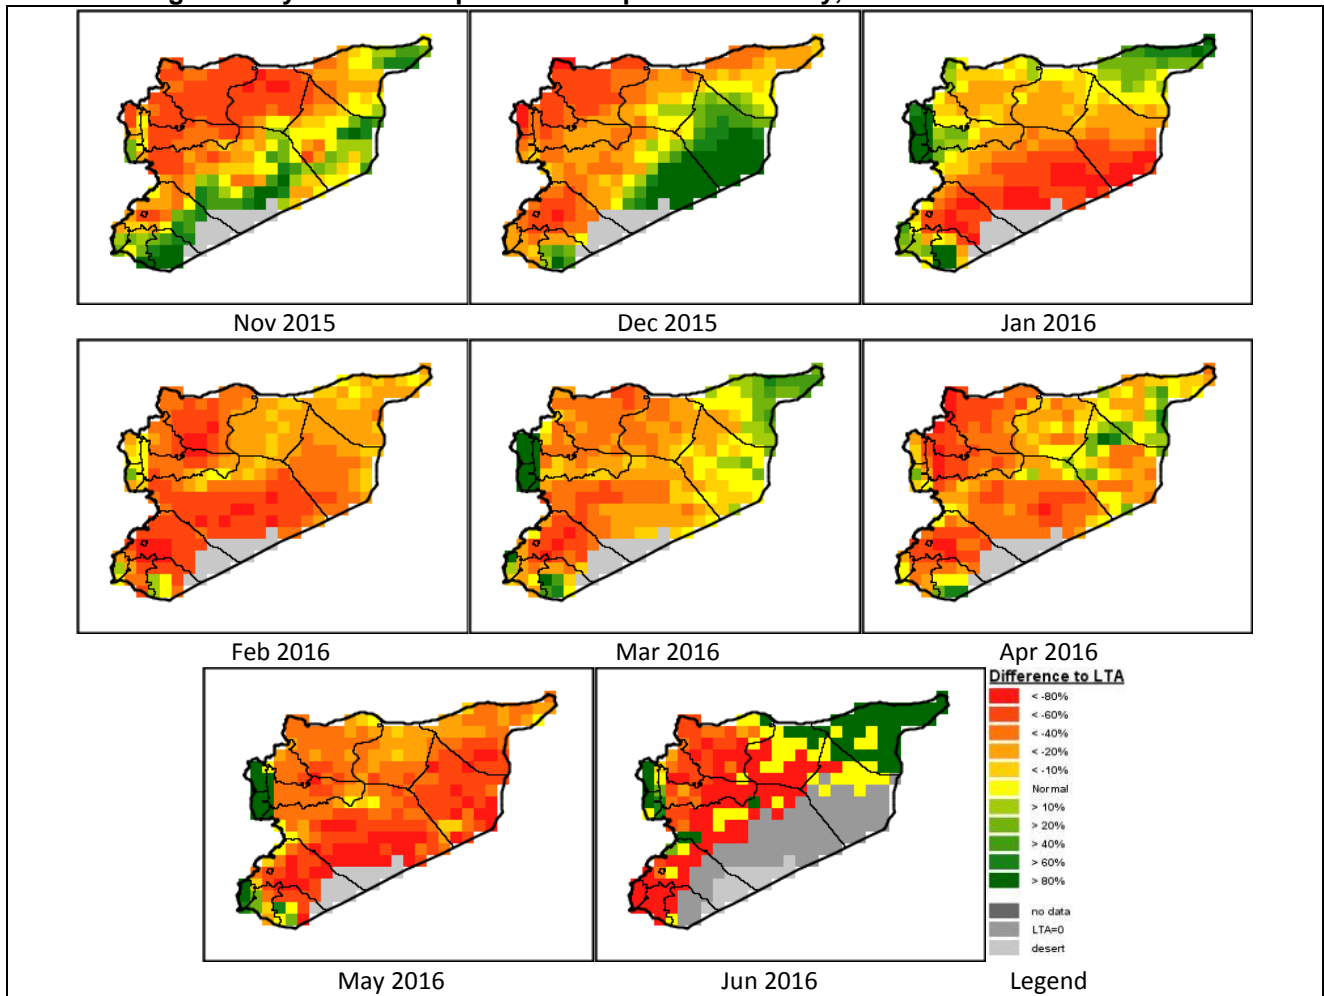 Nov 2015
Dec 2015
Jan 2016
Feb 2016
Mar 2016
Apr 2016
Difference to LTA
< -80%
< -60%
< -40%
< -20%
< -10%
Normal
> 10%
> 20%
> 40%
> 60%
> 80%
no data
LTA=0
desert
May 2016
Jun 2016
Legend